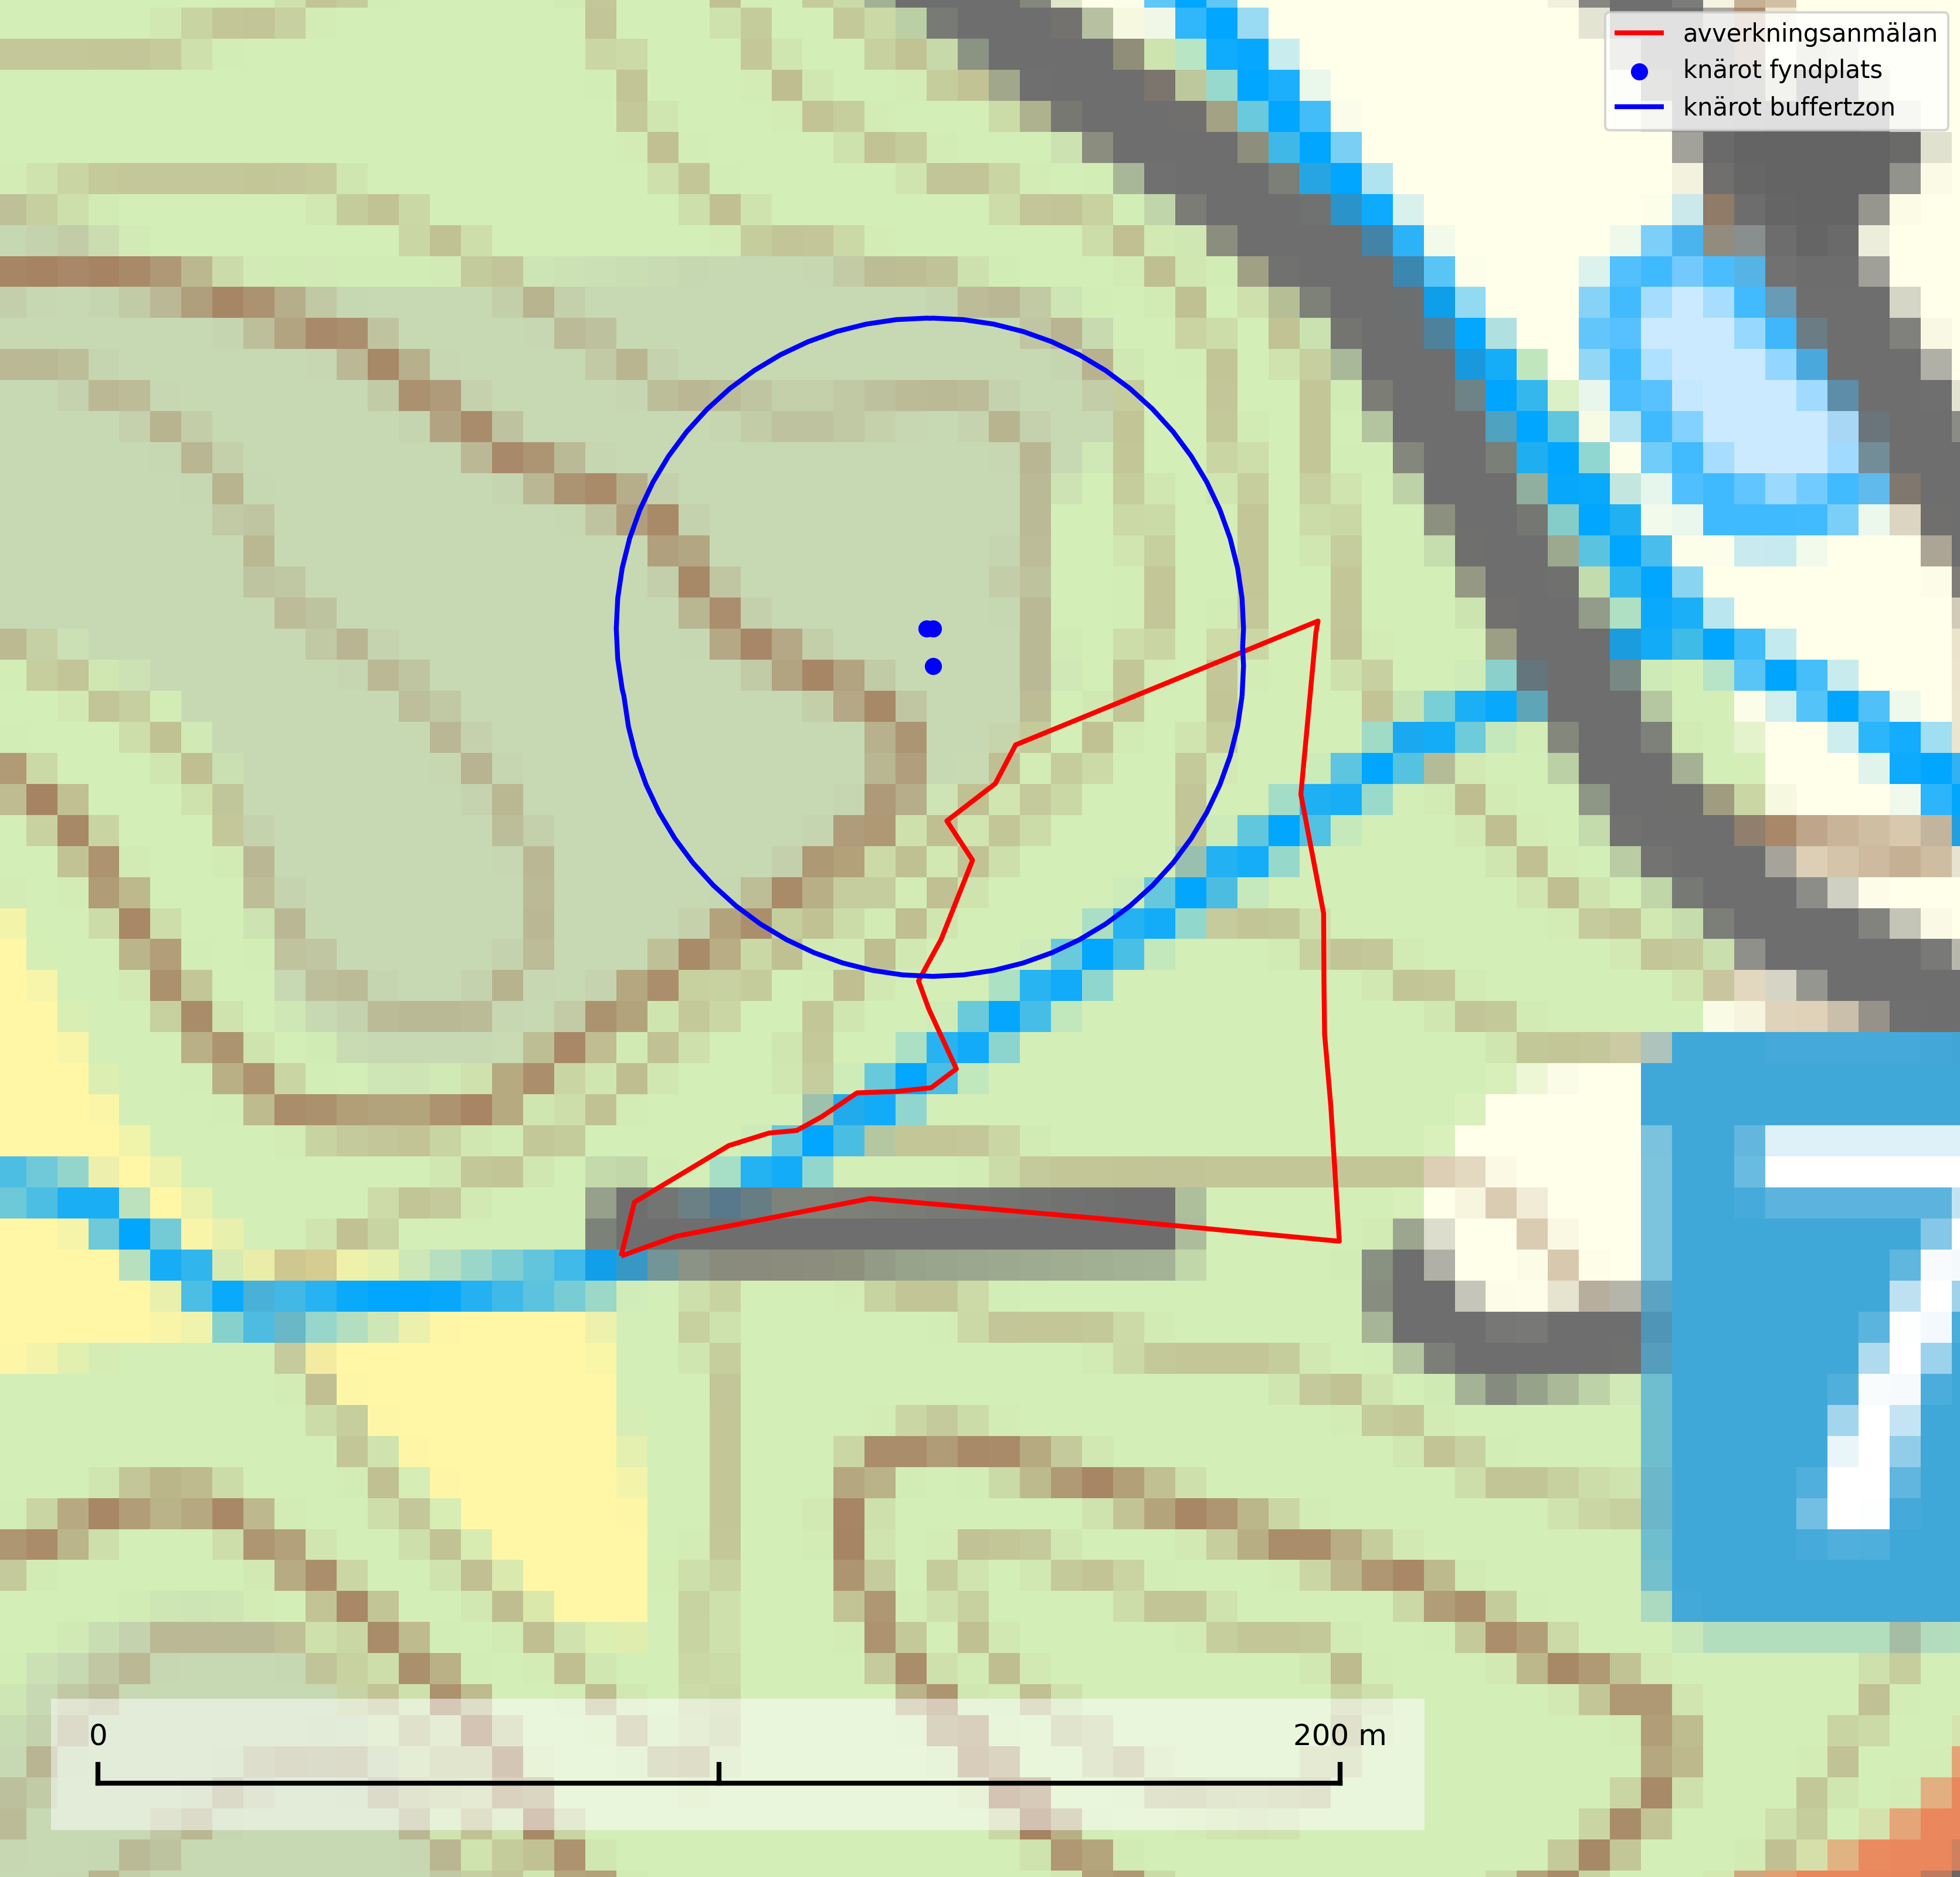 avverkningsanmälan
knärot fyndplats
knärot buffertzon
0 200 m